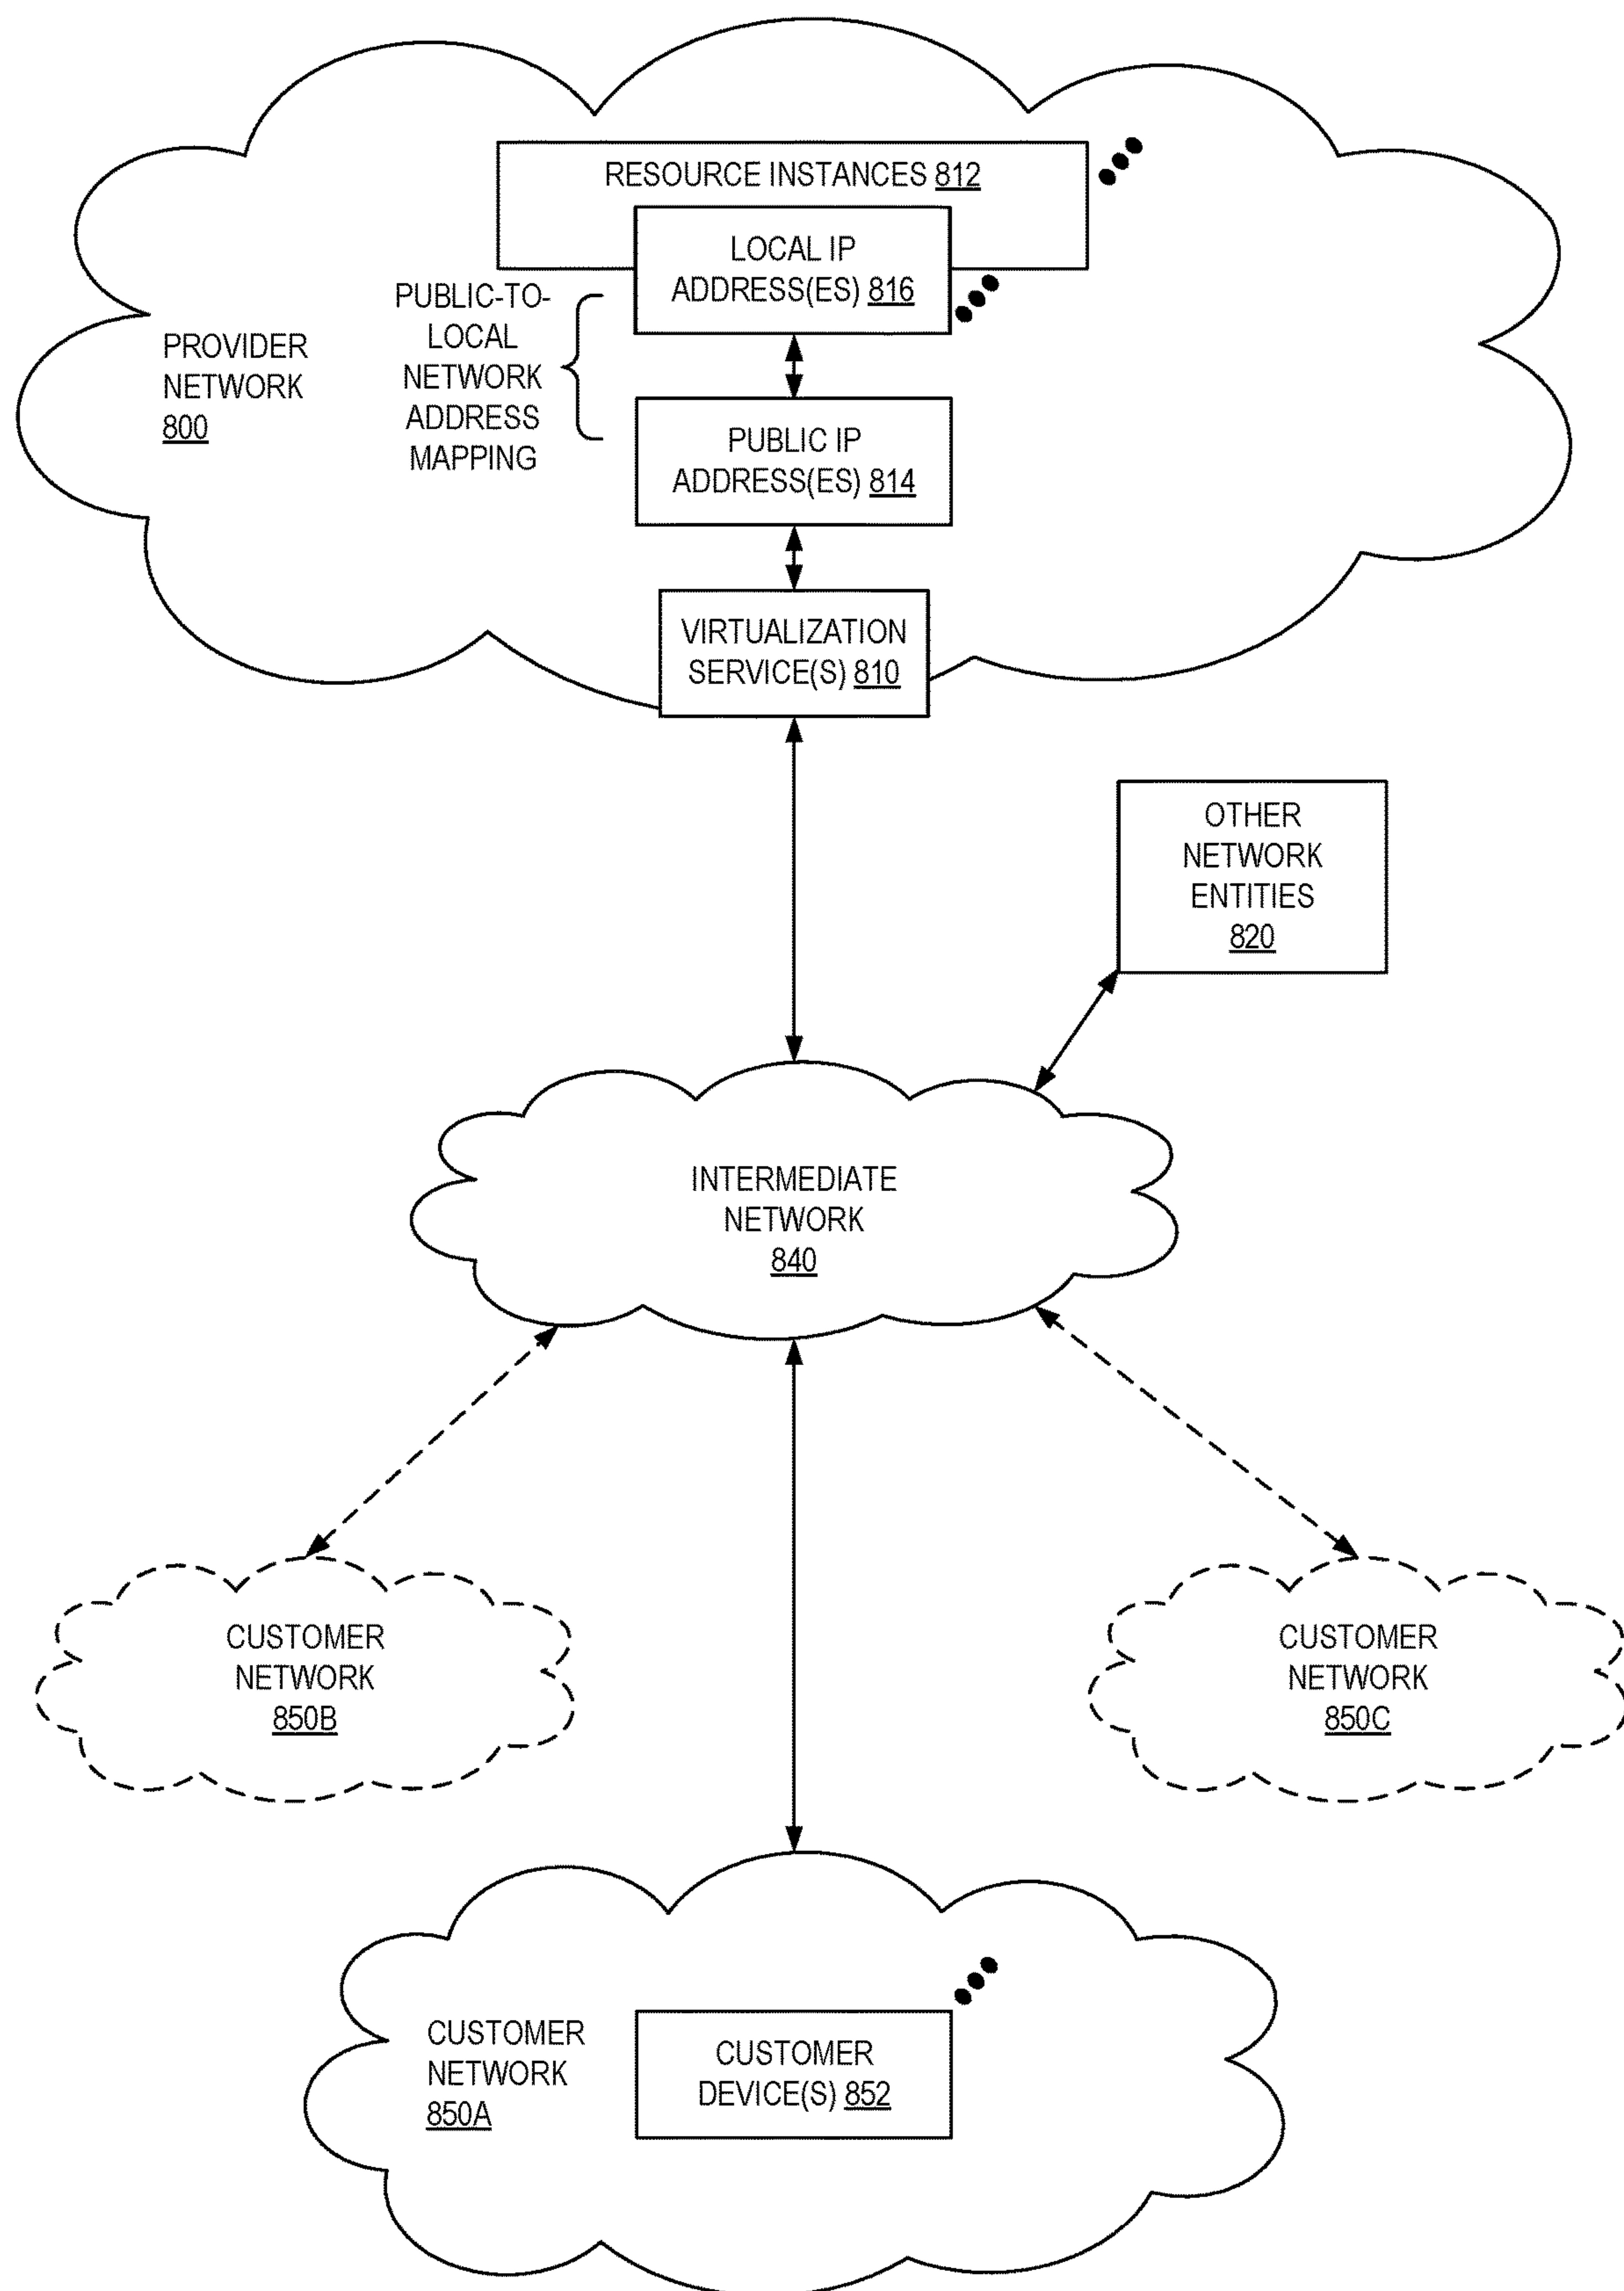 RESOURCE INSTANCES 812
LOCAL IP
ADDRESS(ES) 816
PUBLIC-TO-
LOCAL
NETWORK
ADDRESS
MAPPING
PROVIDER
NETWORK
800
PUBLIC IP
ADDRESS(ES) 814
VIRTUALIZATION
SERVICE(S) 810
OTHER
NETWORK
ENTITIES
820
INTERMEDIATE
NETWORK
840
CUSTOMER
NETWORK
850B
CUSTOMER
NETWORK
850C
CUSTOMER
NETWORK
850A
CUSTOMER
DEVICE(S) 852